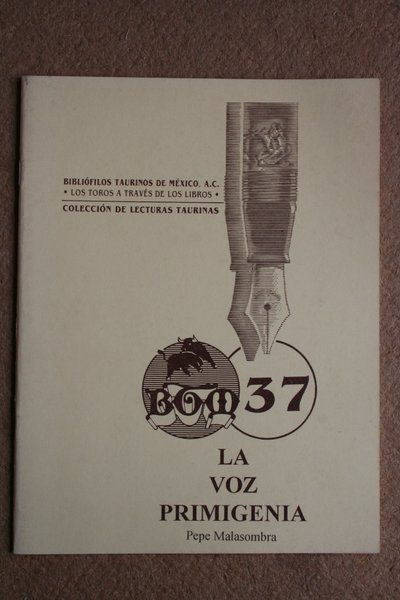 BIBLIÓFILOS TAURINOS DE MÉXICO, A.C.
• LOS TOROS A TRAVÉS DE LOS LIBROS •
COLECCIÓN DE LECTURAS TAURINAS
BTM 37
LA
VOZ
PRIMIGENIA
Pepe Malasombra